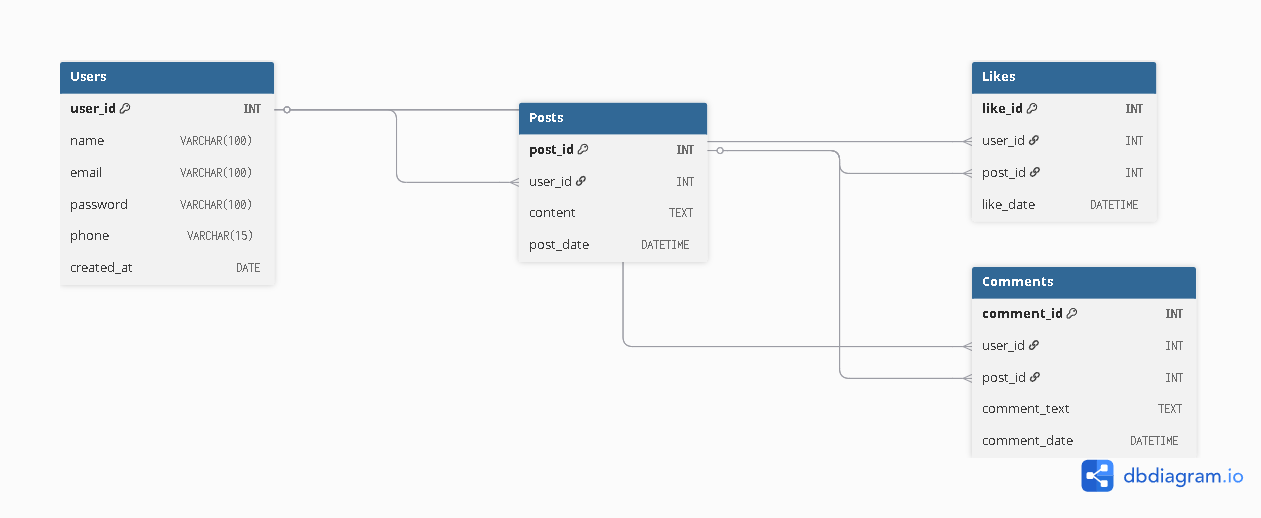 Users
user_id INT
name VARCHAR(100)
email VARCHAR(100)
password VARCHAR(100)
phone VARCHAR(15)
created_at DATE
Posts
post_id INT
user_id INT
content TEXT
post_date DATETIME
Likes
like_id INT
user_id INT
post_id INT
like_date DATETIME
Comments
comment_id INT
user_id INT
post_id INT
comment_text TEXT
comment_date DATETIME
dbdiagram.io